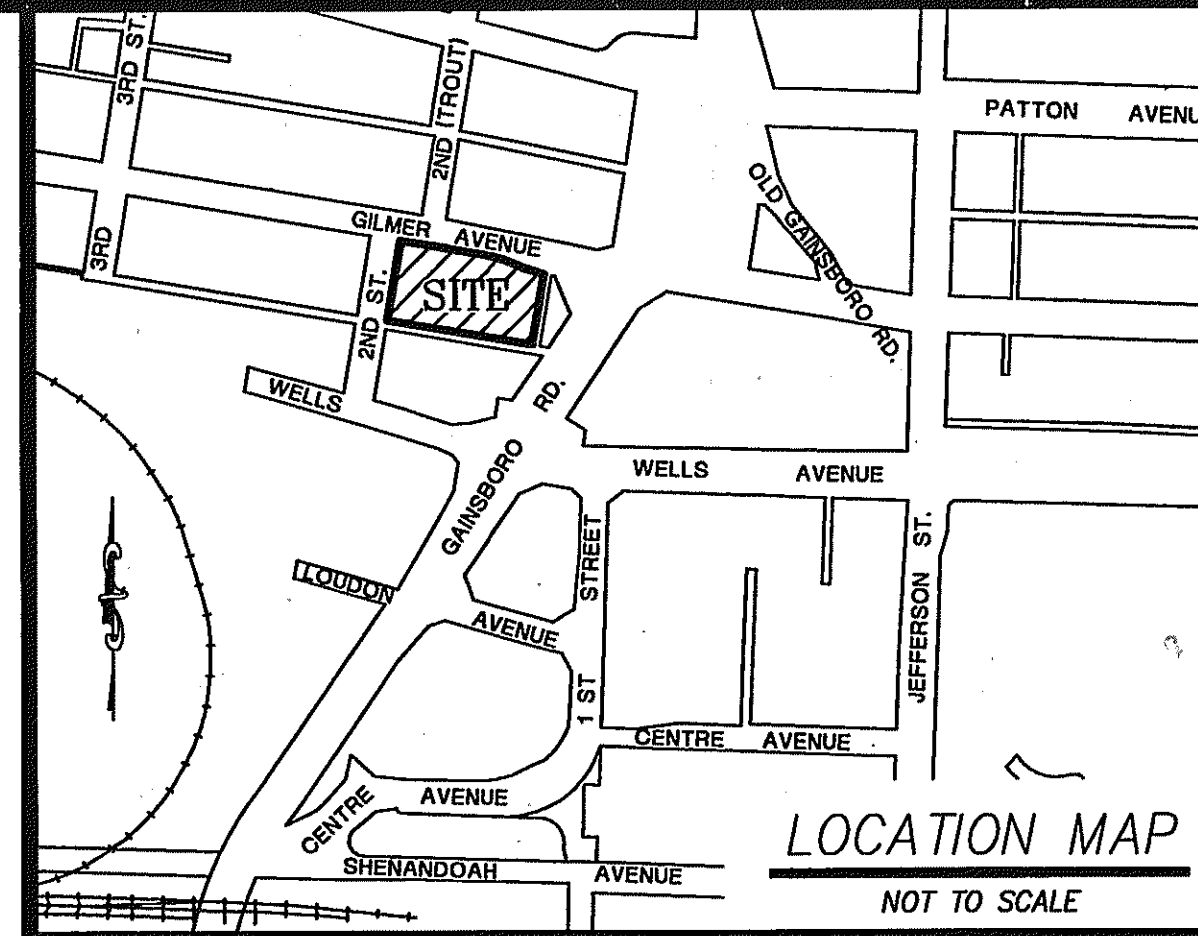 3RD ST.
2ND (TROUT)
PATTON AVENU
OLD GAINSBORO RD.
GILMER AVENUE
3RD
SITE
2ND ST.
WELLS
GAINSBORO RD.
WELLS AVENUE
LOUDON
AVENUE
1 ST STREET
JEFFERSON ST.
CENTRE AVENUE
CENTRE AVENUE
SHENANDOAH AVENUE
LOCATION MAP
NOT TO SCALE